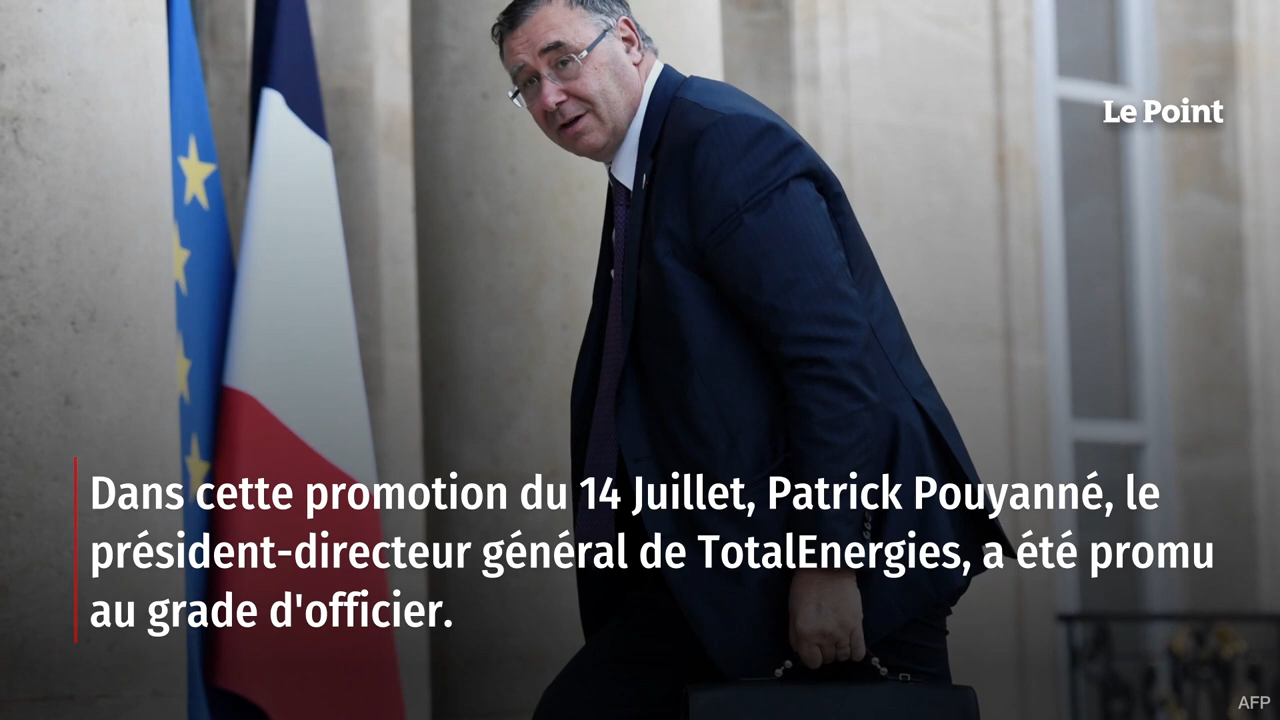 Le Point
Dans cette promotion du 14 Juillet, Patrick Pouyanné, le
président-directeur général de TotalEnergies, a été promu
au grade d'officier.
AFP